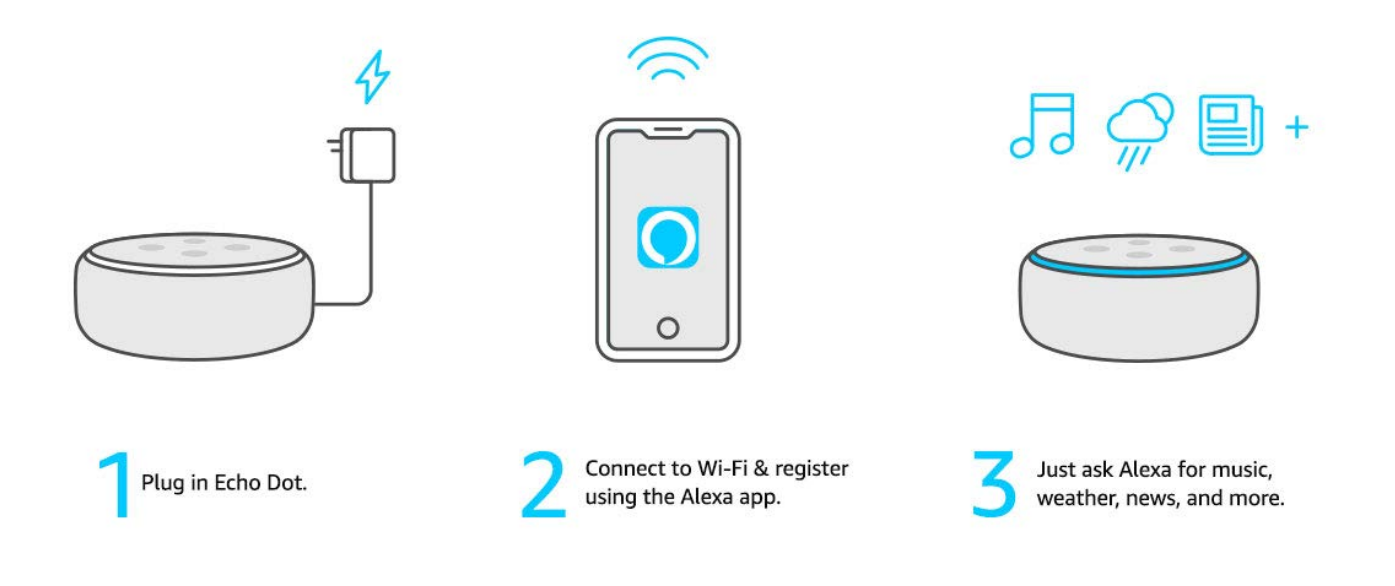 1 Plug in Echo Dot.
2 Connect to Wi-Fi & register
using the Alexa app.
3 Just ask Alexa for music,
weather, news, and more.